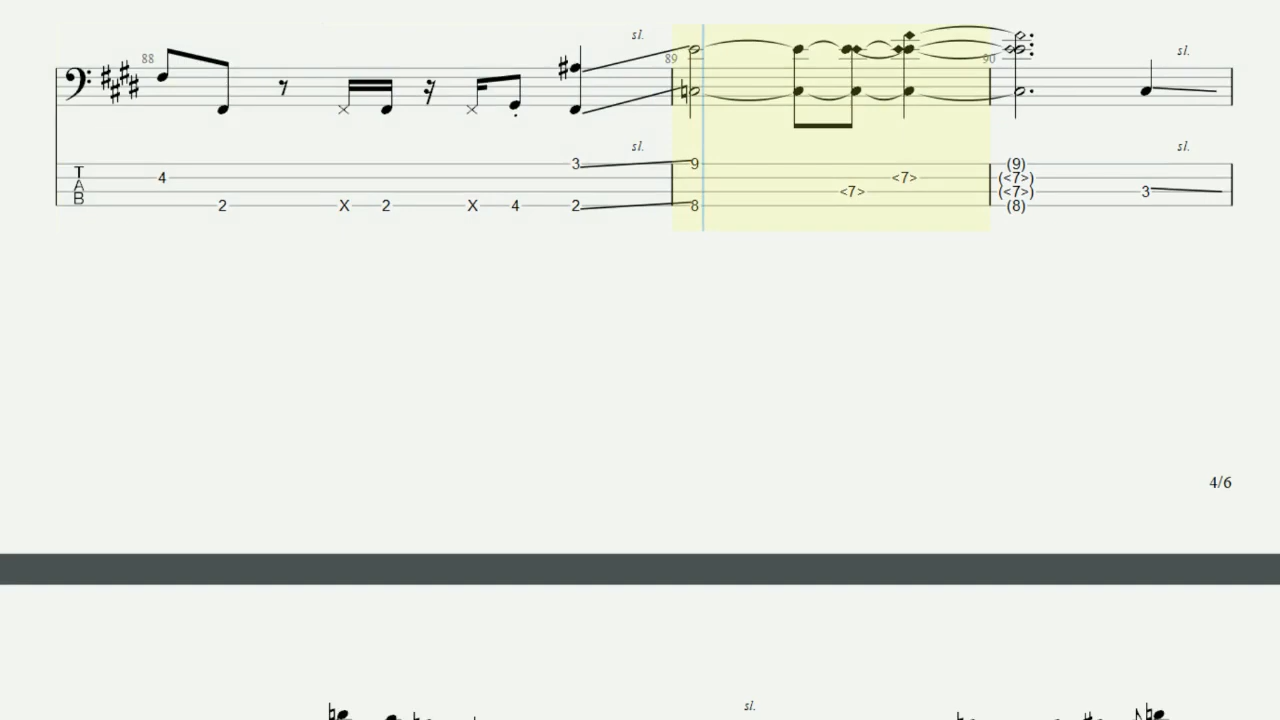 sl. sl.
88 89 90
sl. sl.
T 3 9 (9)
A 4 <7> (<7>)
<7> (<7>) 3
B 2 X 2 X 4 2 8 (8)
4/6
sl.